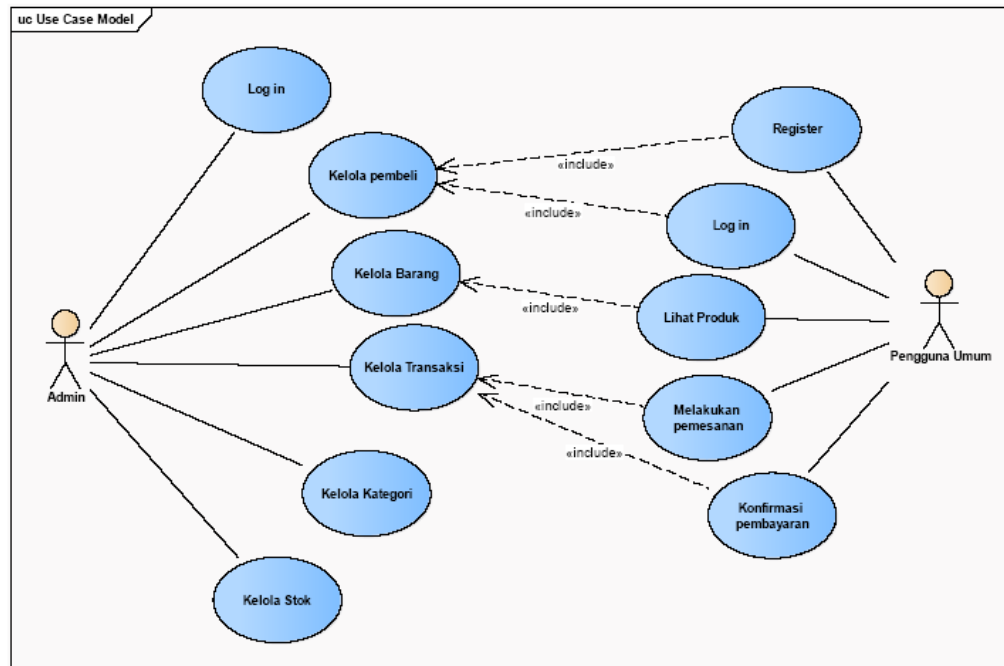 uc Use Case Model
Log in
Register
Kelola pembeli
«include»
«include»
Log in
Kelola Barang
«include»
Lihat Produk
Pengguna Umum
Kelola Transaksi
Admin
«include»
Melakukan
pemesanan
«include»
Kelola Kategori
Konfirmasi
pembayaran
Kelola Stok